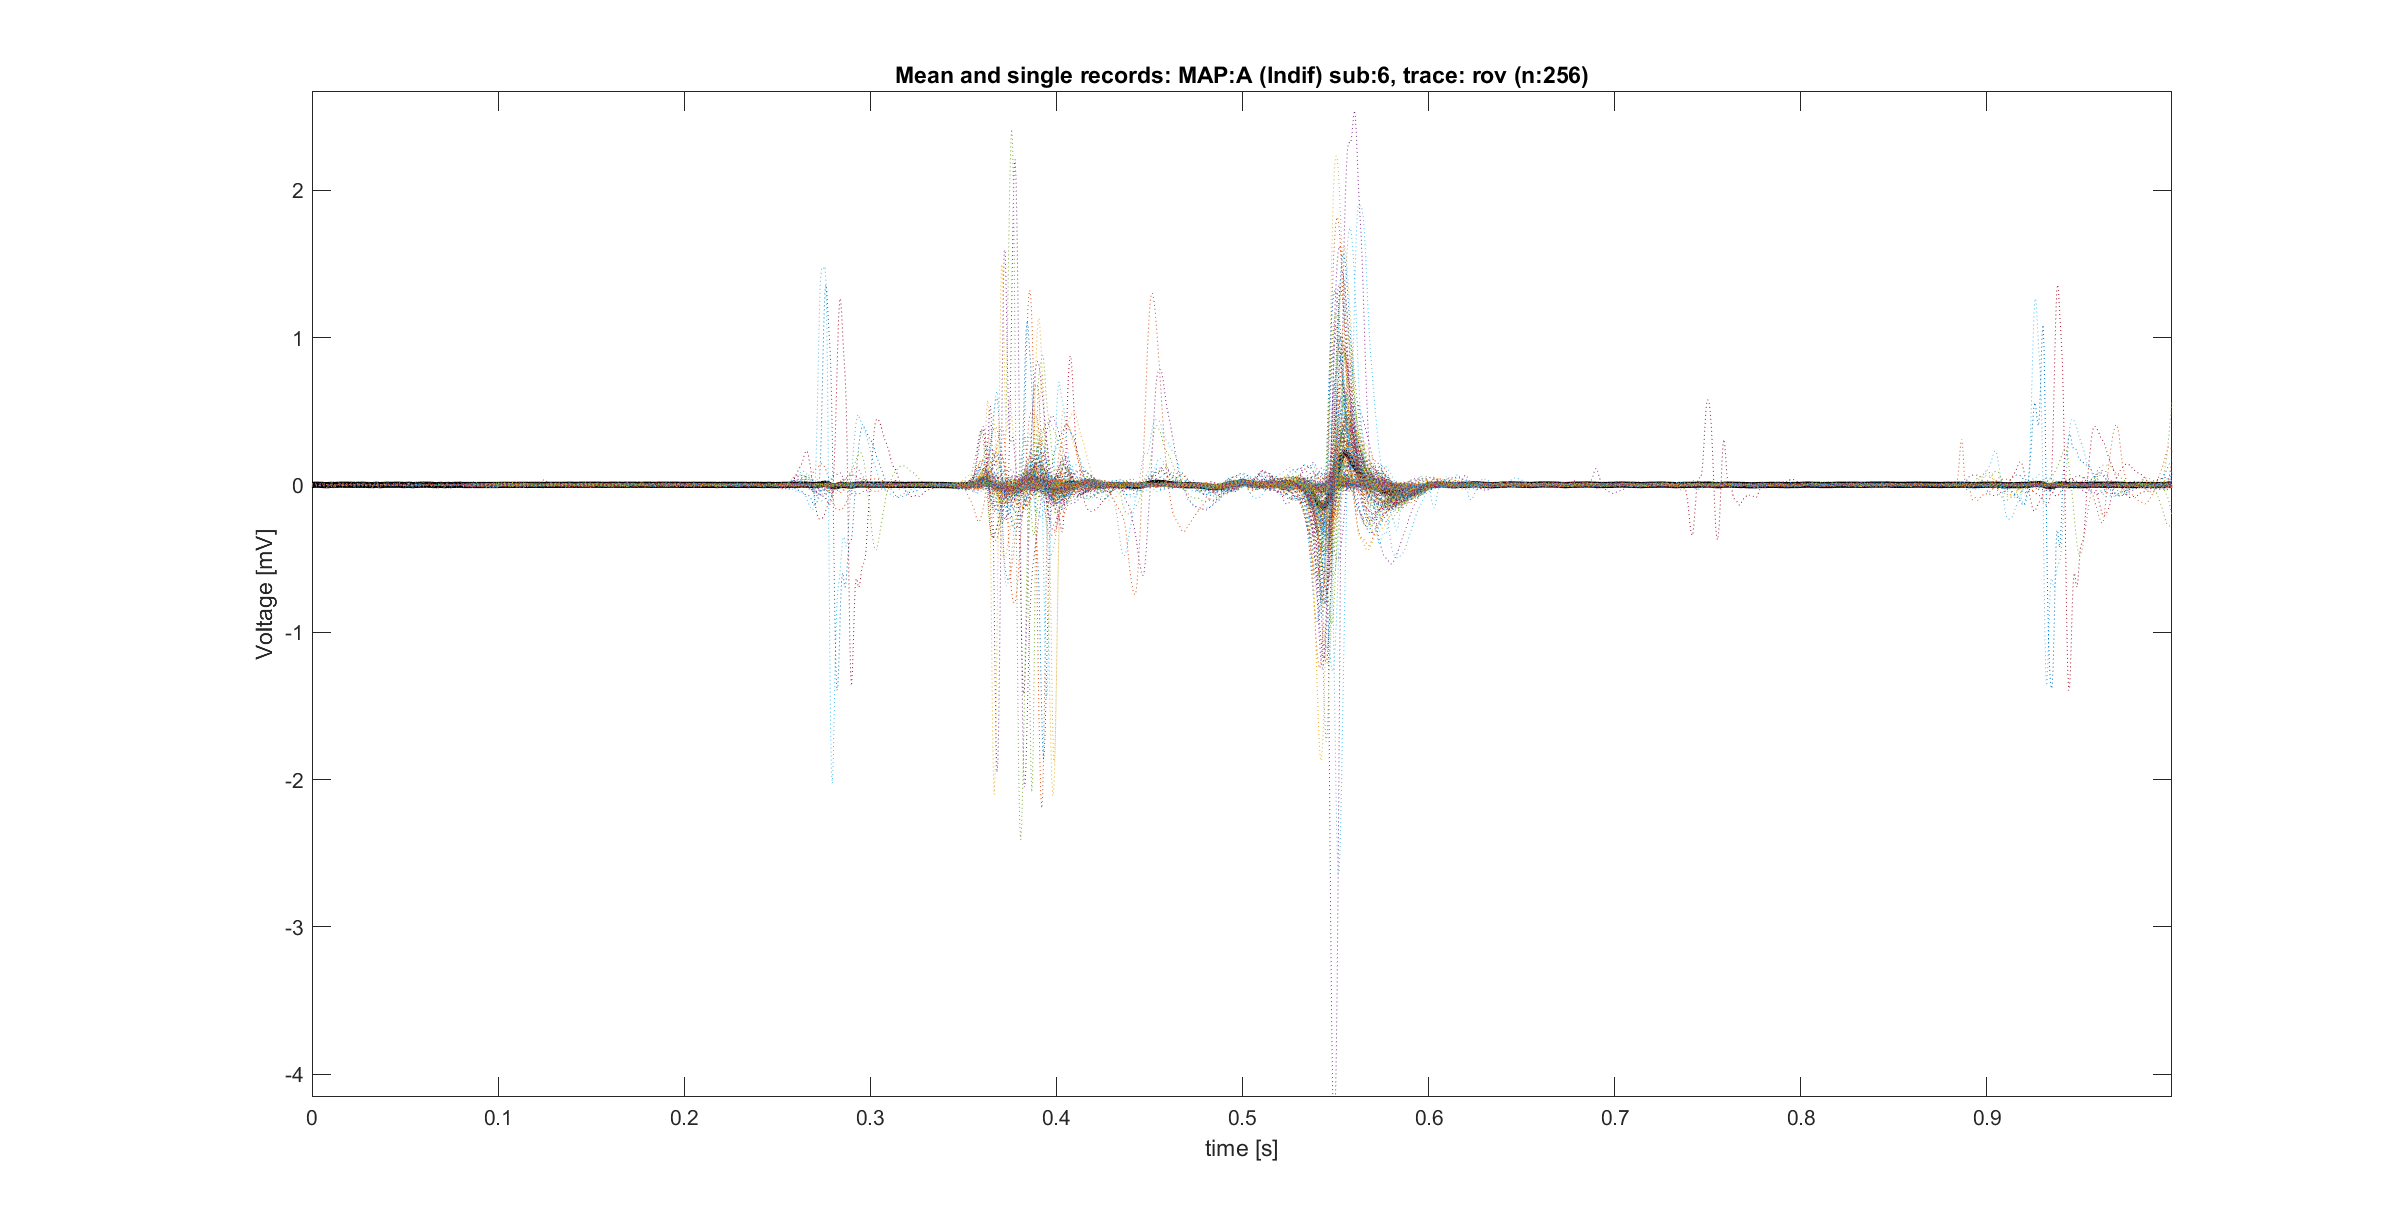 Mean and single records: MAP:A (Indif) sub:6, trace: rov (n:256)
2
1
0
-1
-2
-3
-4
Voltage [mV]
0 0.1 0.2 0.3 0.4 0.5 0.6 0.7 0.8 0.9
time [s]